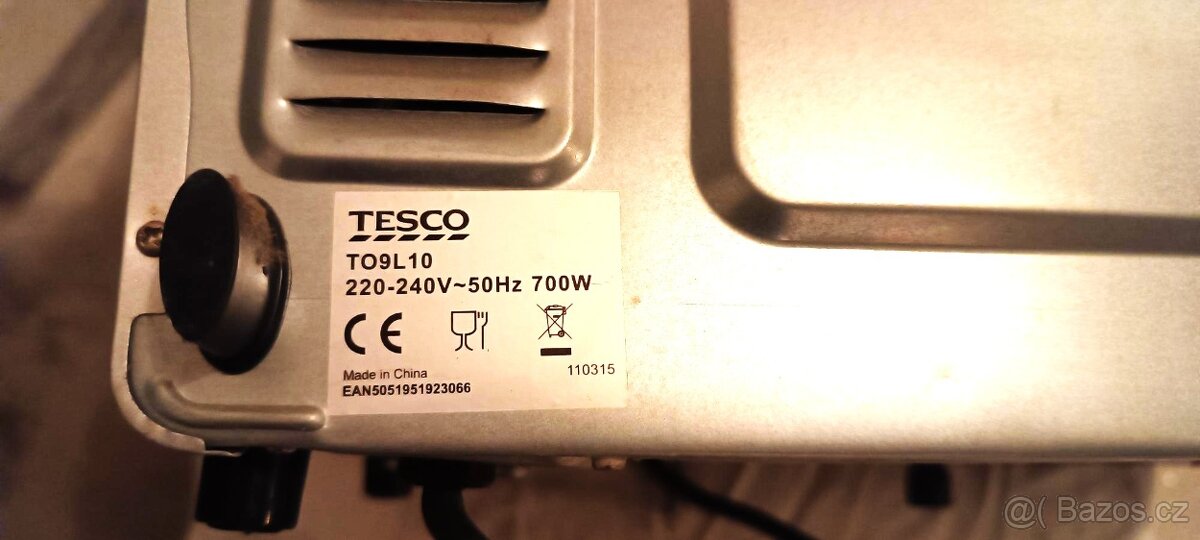 TESCO
TO9L10
220-240V~50Hz 700W
CE
Made in China
110315
EAN5051951923066
@( Bazos.cz